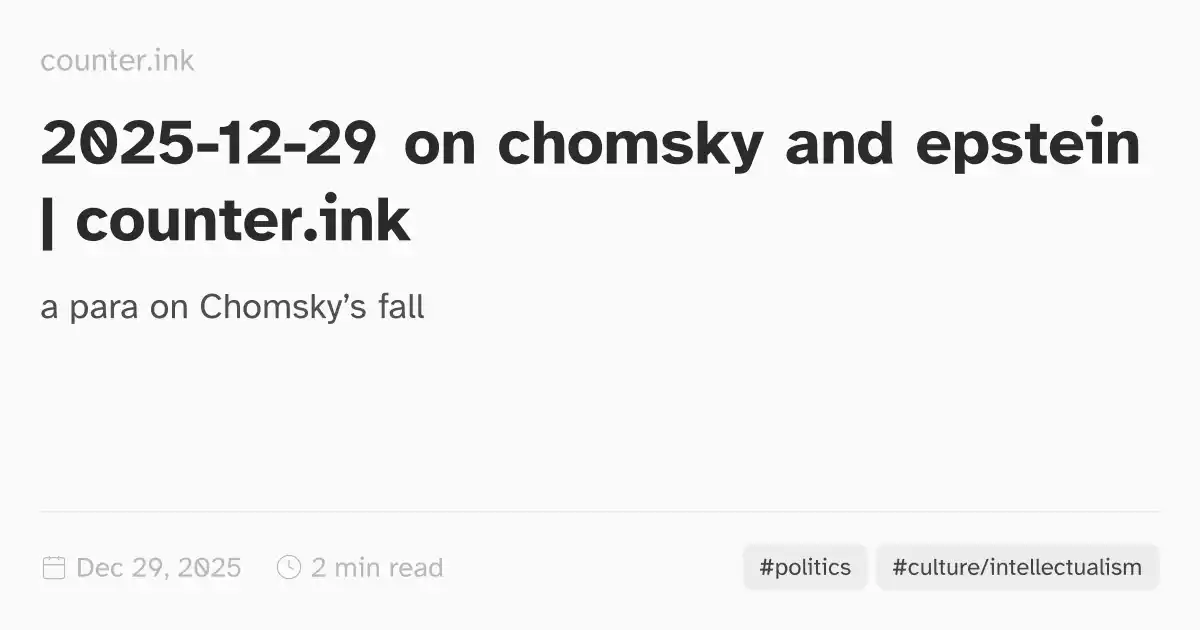 counter.ink
2025-12-29 on chomsky and epstein
| counter.ink
a para on Chomsky’s fall
Dec 29, 2025
2 min read
#politics
#culture/intellectualism